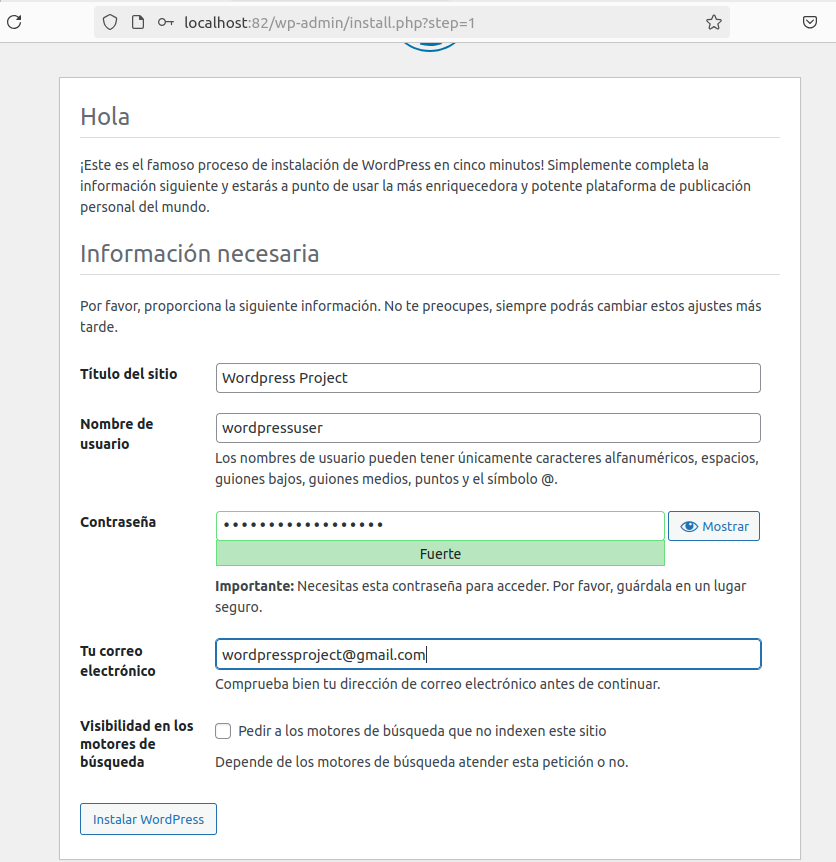 localhost:82/wp-admin/install.php?step=1
Hola
¡Este es el famoso proceso de instalación de WordPress en cinco minutos! Simplemente completa la
información siguiente y estarás a punto de usar la más enriquecedora y potente plataforma de publicación
personal del mundo.
Información necesaria
Por favor, proporciona la siguiente información. No te preocupes, siempre podrás cambiar estos ajustes más
tarde.
Título del sitio
Wordpress Project
Nombre de
usuario
wordpressuser
Los nombres de usuario pueden tener únicamente caracteres alfanuméricos, espacios,
guiones bajos, guiones medios, puntos y el símbolo @.
Contraseña
••••••••••••••••••
Mostrar
Fuerte
Importante: Necesitas esta contraseña para acceder. Por favor, guárdala en un lugar
seguro.
Tu correo
electrónico
wordpressproject@gmail.com
Comprueba bien tu dirección de correo electrónico antes de continuar.
Visibilidad en los
motores de
búsqueda
Pedir a los motores de búsqueda que no indexen este sitio
Depende de los motores de búsqueda atender esta petición o no.
Instalar WordPress